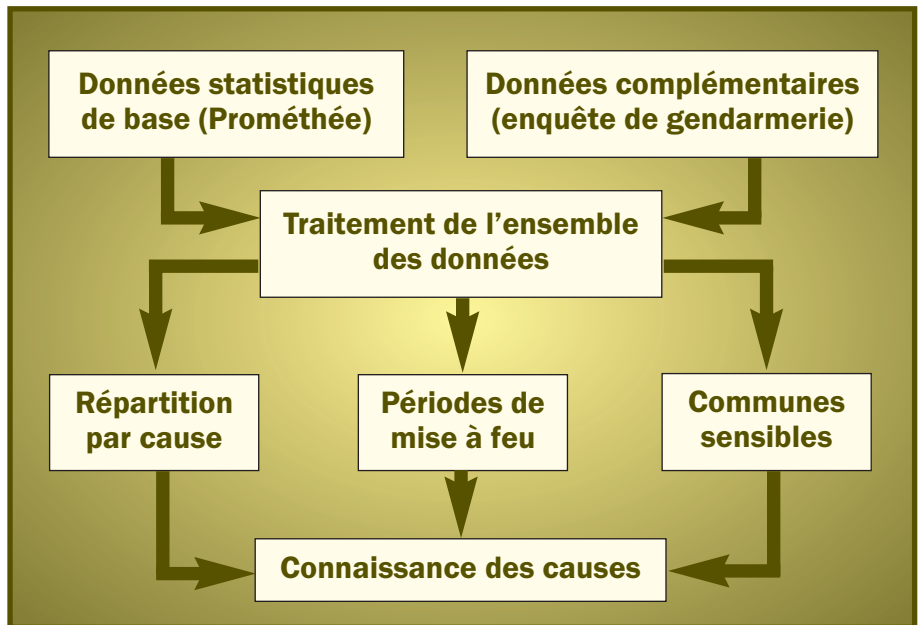 Données statistiques
de base (Prométhée)
Données complémentaires
(enquête de gendarmerie)
Traitement de l'ensemble
des données
Répartition
par cause
Périodes de
mise à feu
Communes
sensibles
Connaissance des causes